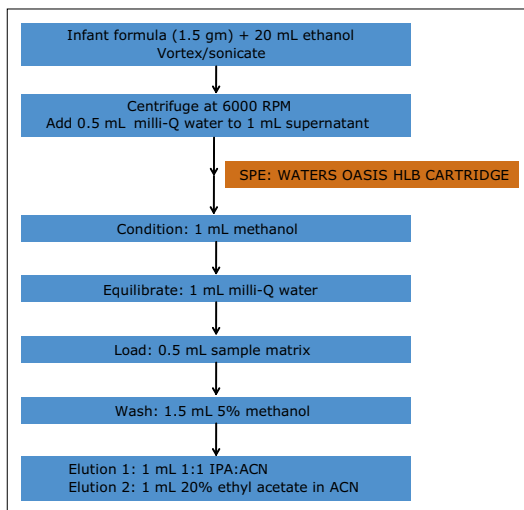 Infant formula (1.5 gm) + 20 mL ethanol
Vortex/sonicate
Centrifuge at 6000 RPM
Add 0.5 mL milli-Q water to 1 mL supernatant
SPE: WATERS OASIS HLB CARTRIDGE
Condition: 1 mL methanol
Equilibrate: 1 mL milli-Q water
Load: 0.5 mL sample matrix
Wash: 1.5 mL 5% methanol
Elution 1: 1 mL 1:1 IPA:ACN
Elution 2: 1 mL 20% ethyl acetate in ACN